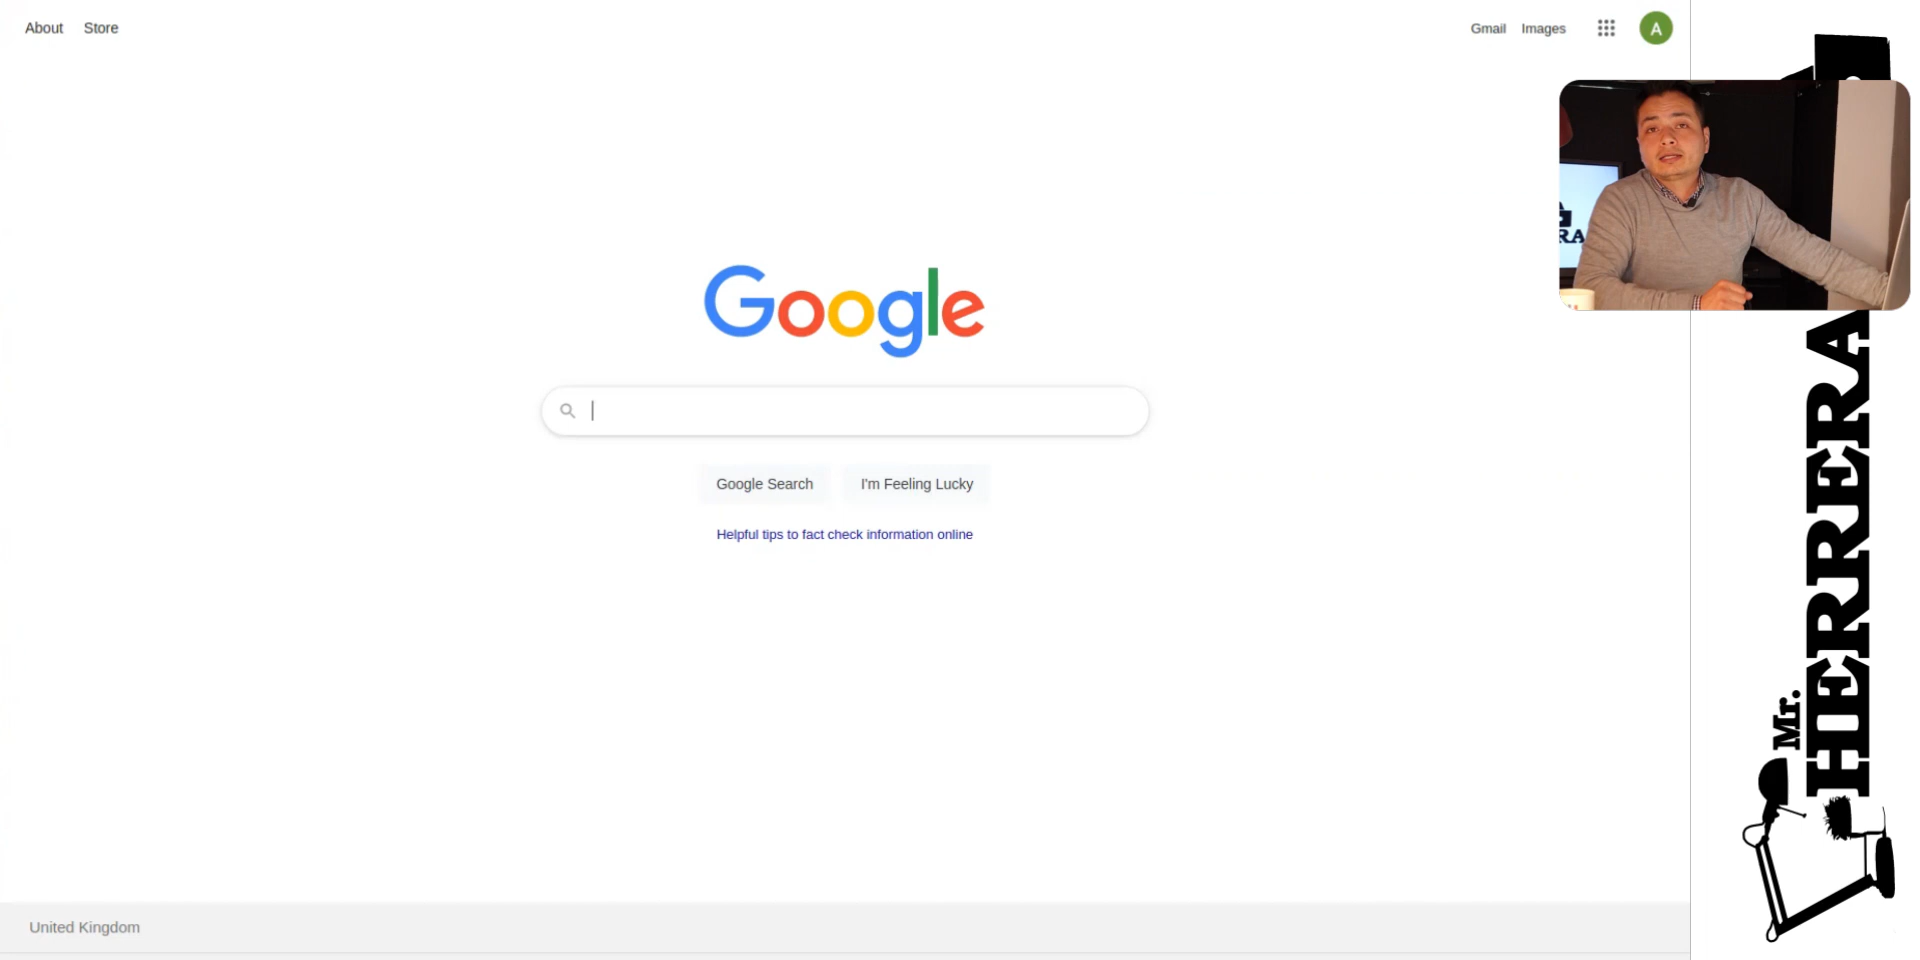 About Store
Gmail Images
A
RA
Google
Google Search I'm Feeling Lucky
Helpful tips to fact check information online
United Kingdom
Mr.
HERRERA